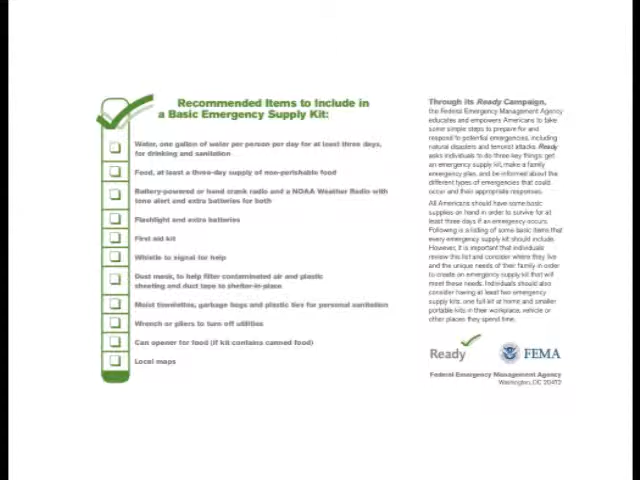 Recommended Items to Include in
a Basic Emergency Supply Kit:
Water, one gallon of water per person per day for at least three days,
for drinking and sanitation
Food, at least a three-day supply of non-perishable food
Battery-powered or hand crank radio and a NOAA Weather Radio with
tone alert and extra batteries for both
Flashlight and extra batteries
First aid kit
Whistle to signal for help
Dust mask, to help filter contaminated air and plastic
sheeting and duct tape to shelter-in-place
Moist towelettes, garbage bags and plastic ties for personal sanitation
Wrench or pliers to turn off utilities
Can opener for food (if kit contains canned food)
Local maps
Through its Ready Campaign,
the Federal Emergency Management Agency
educates and empowers Americans to take
some simple steps to prepare for and
respond to potential emergencies, including
natural disasters and terrorist attacks. Ready
asks individuals to do three key things: get
an emergency supply kit, make a family
emergency plan, and be informed about the
different types of emergencies that could
occur and their appropriate responses.
All Americans should have some basic
supplies on hand in order to survive for at
least three days if an emergency occurs.
Following is a listing of some basic items that
every emergency supply kit should include.
However, it is important that individuals
review this list and consider where they live
and the unique needs of their family in order
to create an emergency supply kit that will
meet these needs. Individuals should also
consider having at least two emergency
supply kits, one full kit at home and smaller
portable kits in their workplace, vehicle or
other places they spend time.
Ready
FEMA
Federal Emergency Management Agency
Washington, DC 20472